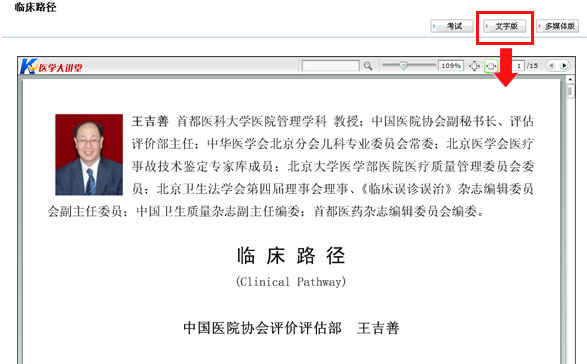 临床路径
考试
文字版
多媒体版
医学大讲堂
109%
1 /15
王吉善 首都医科大学医院管理学科 教授；中国医院协会副秘书长、评估
评价部主任；中华医学会北京分会儿科专业委员会常委；北京医学会医疗
事故技术鉴定专家库成员；北京大学医学部医院医疗质量管理委员会委
员；北京卫生法学会第四届理事会理事、《临床误诊误治》杂志编辑委员
会副主任委员；中国卫生质量杂志副主任编委；首都医药杂志编辑委员会编委。
临 床 路 径
(Clinical Pathway)
中国医院协会评价评估部 王吉善